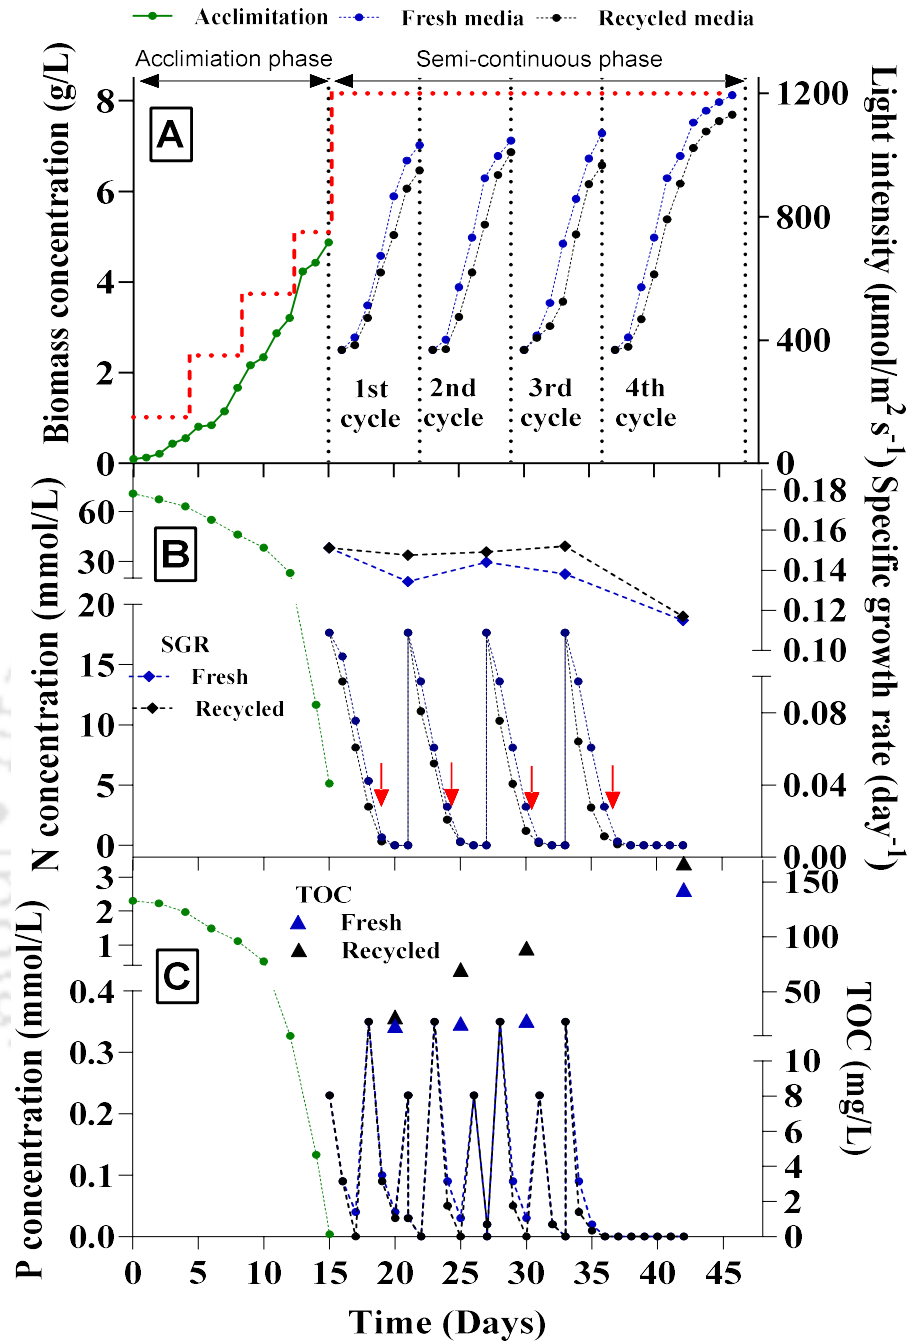 Acclimitation Fresh media Recycled media
Acclimiation phase Semi-continuous phase
Biomass concentration (g/L)
8
6
4
2
0
A
1st cycle
2nd cycle
3rd cycle
4th cycle
1200
800
400
0
Light intensity (μmol/m² s⁻¹)
N concentration (mmol/L)
60
30
20
15
10
5
0
B
SGR
Fresh
Recycled
0.18
0.16
0.14
0.12
0.10
0.08
0.04
0.00
Specific growth rate (day⁻¹)
P concentration (mmol/L)
3
2
1
0.4
0.3
0.2
0.1
0.0
C
TOC
Fresh
Recycled
150
100
50
10
8
6
4
2
0
TOC (mg/L)
0 5 10 15 20 25 30 35 40 45
Time (Days)